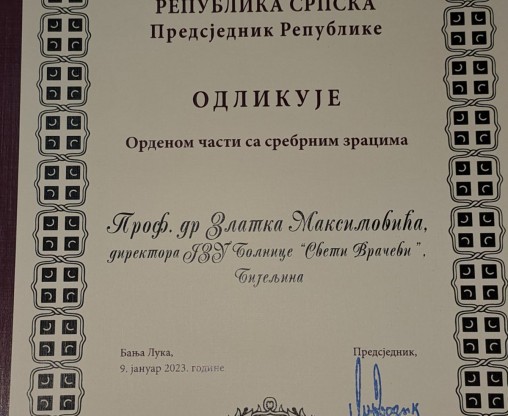 РЕПУБЛИКА СРПСКА
Предсједник Републике
ОДЛИКУЈЕ
Орденом части са сребрним зрацима
Проф. др Златка Максимовића,
директора ЈЗУ Болнице "Свети Врачеви",
Бијељина
Бања Лука,
Предсједник,
9. јануар 2023. године